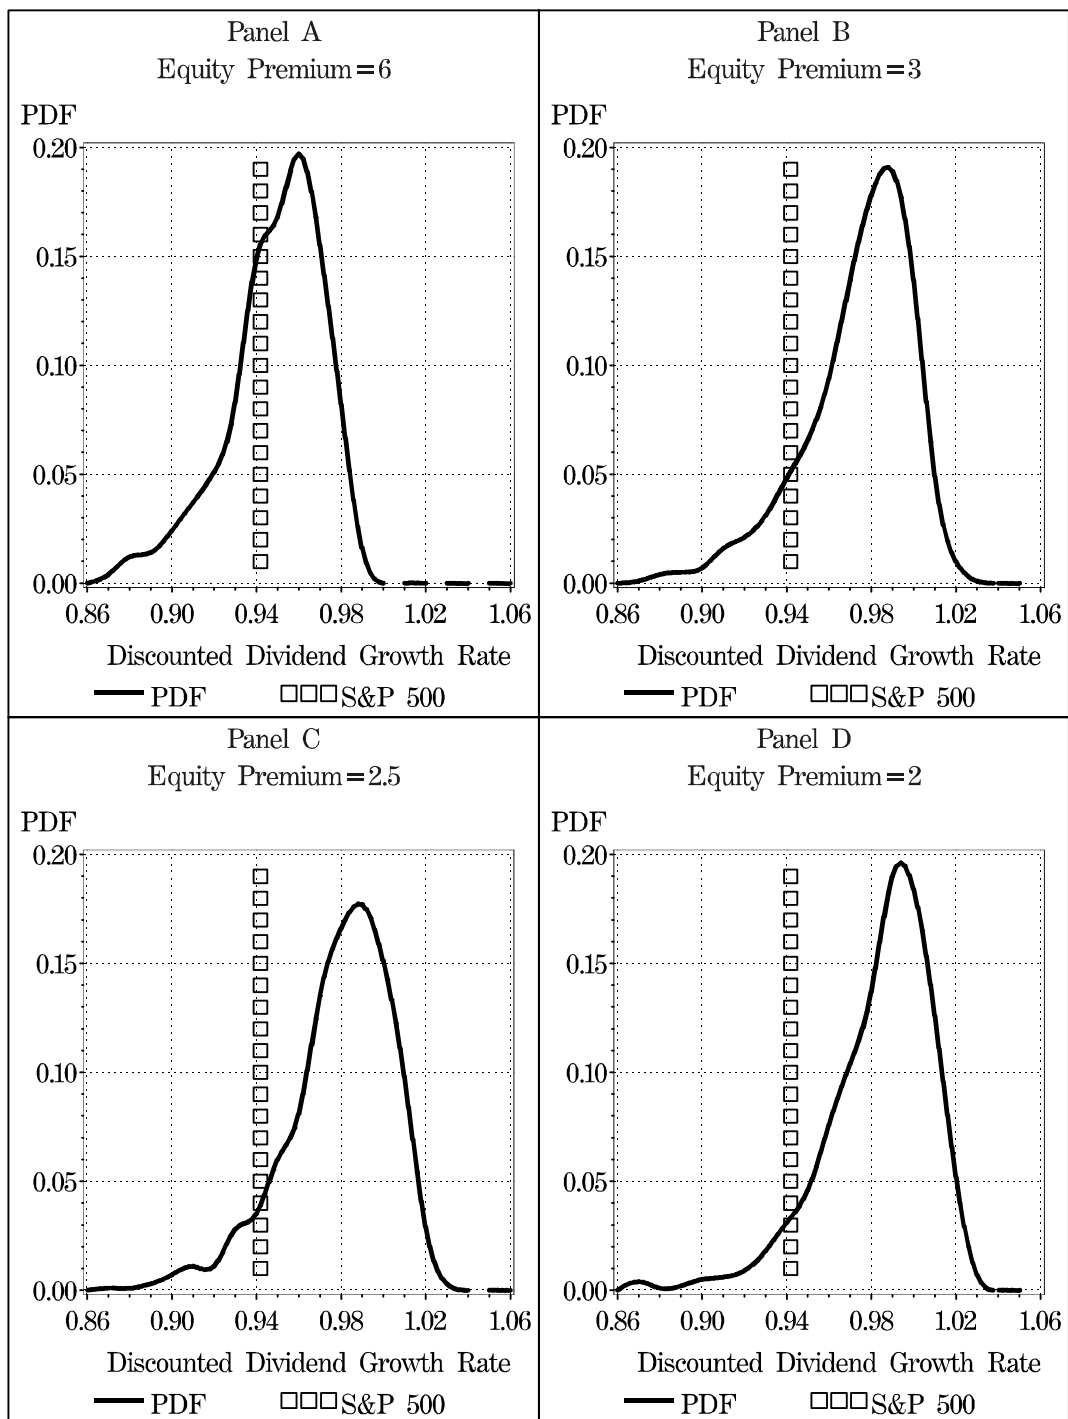 Panel A
Equity Premium=6
PDF
0.20
0.15
0.10
0.05
0.00
0.86 0.90 0.94 0.98 1.02 1.06
Discounted Dividend Growth Rate
PDF S&P 500
Panel B
Equity Premium=3
PDF
0.20
0.15
0.10
0.05
0.00
0.86 0.90 0.94 0.98 1.02 1.06
Discounted Dividend Growth Rate
PDF S&P 500
Panel C
Equity Premium=2.5
PDF
0.20
0.15
0.10
0.05
0.00
0.86 0.90 0.94 0.98 1.02 1.06
Discounted Dividend Growth Rate
PDF S&P 500
Panel D
Equity Premium=2
PDF
0.20
0.15
0.10
0.05
0.00
0.86 0.90 0.94 0.98 1.02 1.06
Discounted Dividend Growth Rate
PDF S&P 500